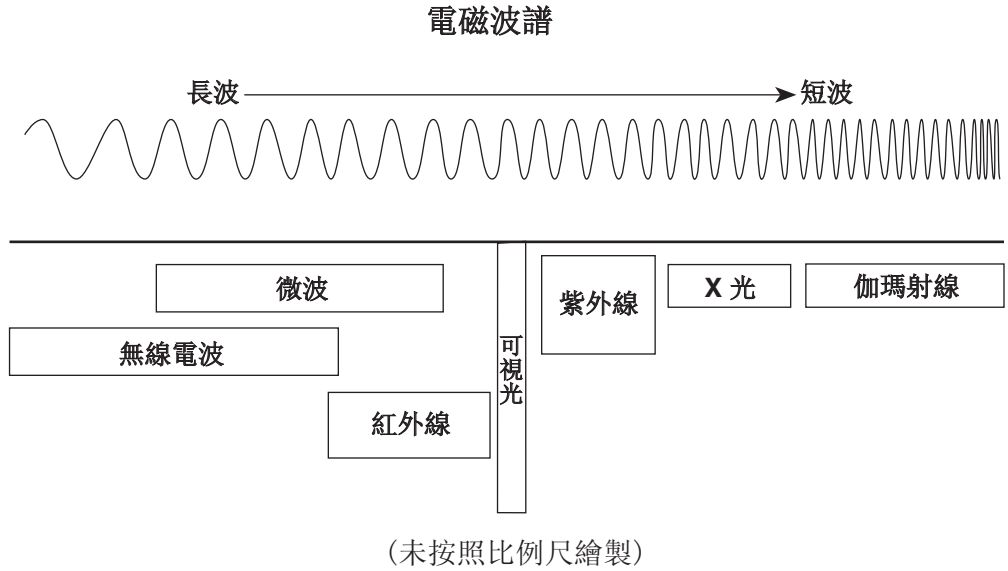 電磁波譜
長波 短波
微波
紫外線
X 光
伽瑪射線
無線電波
可視光
紅外線
(未按照比例尺繪製)